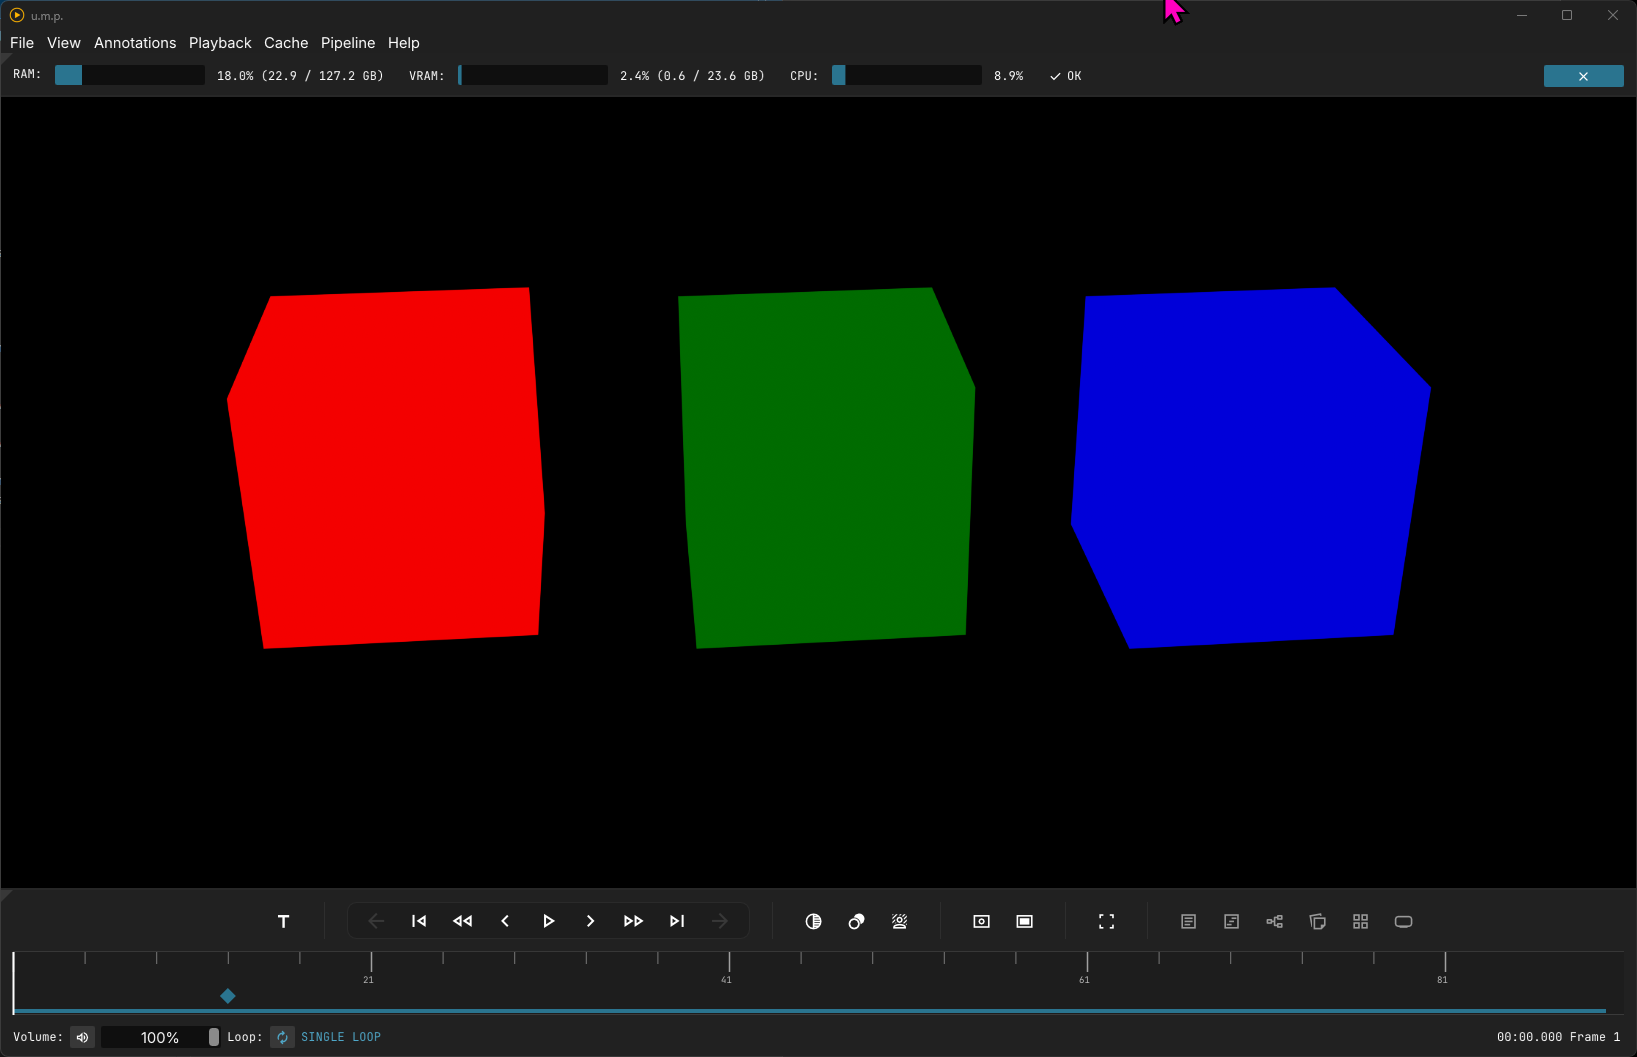 u.m.p.
File View Annotations Playback Cache Pipeline Help
RAM: 18.0% (22.9 / 127.2 GB) VRAM: 2.4% (0.6 / 23.6 GB) CPU: 8.9% OK
T
21 41 61 81
Volume: 100% Loop: SINGLE LOOP 00:00.000 Frame 1